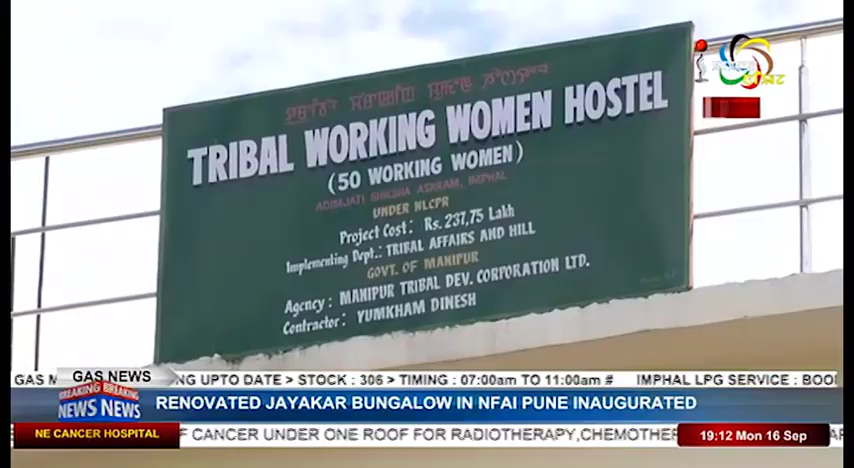 TRIBAL WORKING WOMEN HOSTEL
(50 WORKING WOMEN)
ADIMJATI SHIKSHA ASHRAM, IMPHAL
UNDER NLCPR
Project Cost: Rs. 237,75 Lakh
Implementing Dept.: TRIBAL AFFAIRS AND HILL
GOVT. OF MANIPUR
Agency : MANIPUR TRIBAL DEV. CORPORATION LTD.
Contractor: YUMKHAM DINESH
GAS NEWS
UPTO DATE > STOCK : 306 > TIMING : 07:00am TO 11:00am # IMPHAL LPG SERVICE :
BREAKING BREAKING
NEWS NEWS
RENOVATED JAYAKAR BUNGALOW IN NFAI PUNE INAUGURATED
NE CANCER HOSPITAL
CANCER UNDER ONE ROOF FOR RADIOTHERAPY,
19:12 Mon 16 Sep